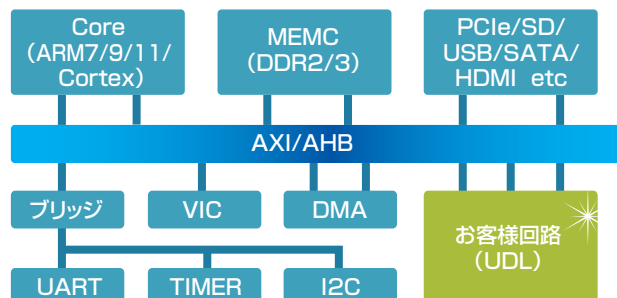 Core
(ARM7/9/11/
Cortex)
MEMC
(DDR2/3)
PCIe/SD/
USB/SATA/
HDMI etc
AXI/AHB
ブリッジ
VIC
DMA
お客様回路
(UDL)
UART
TIMER
I2C